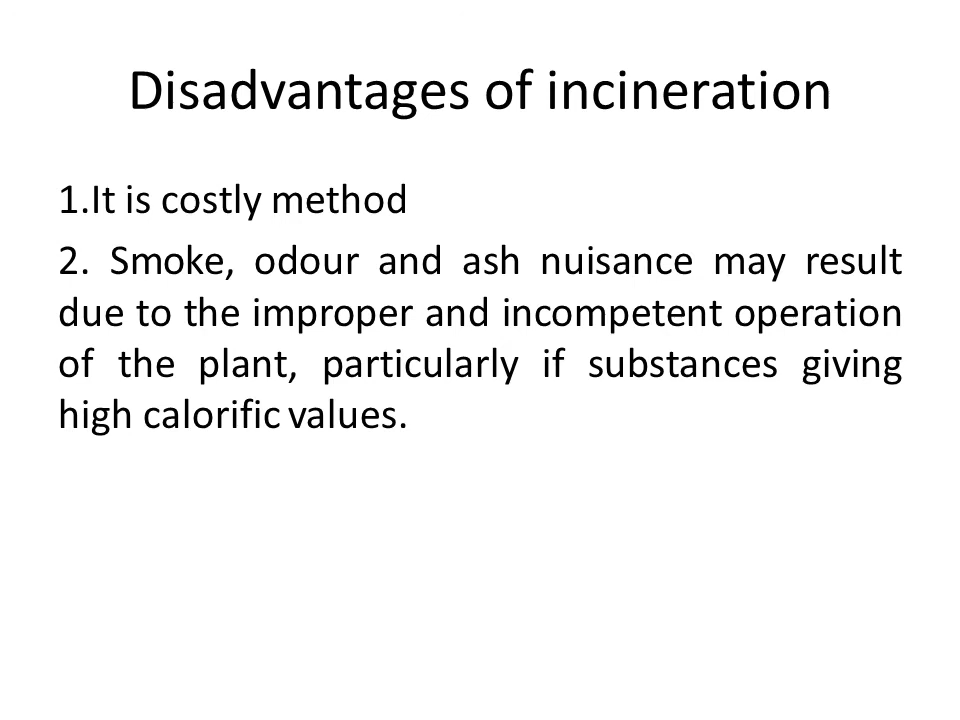 Disadvantages of incineration
1.It is costly method
2. Smoke, odour and ash nuisance may result
due to the improper and incompetent operation
of the plant, particularly if substances giving
high calorific values.